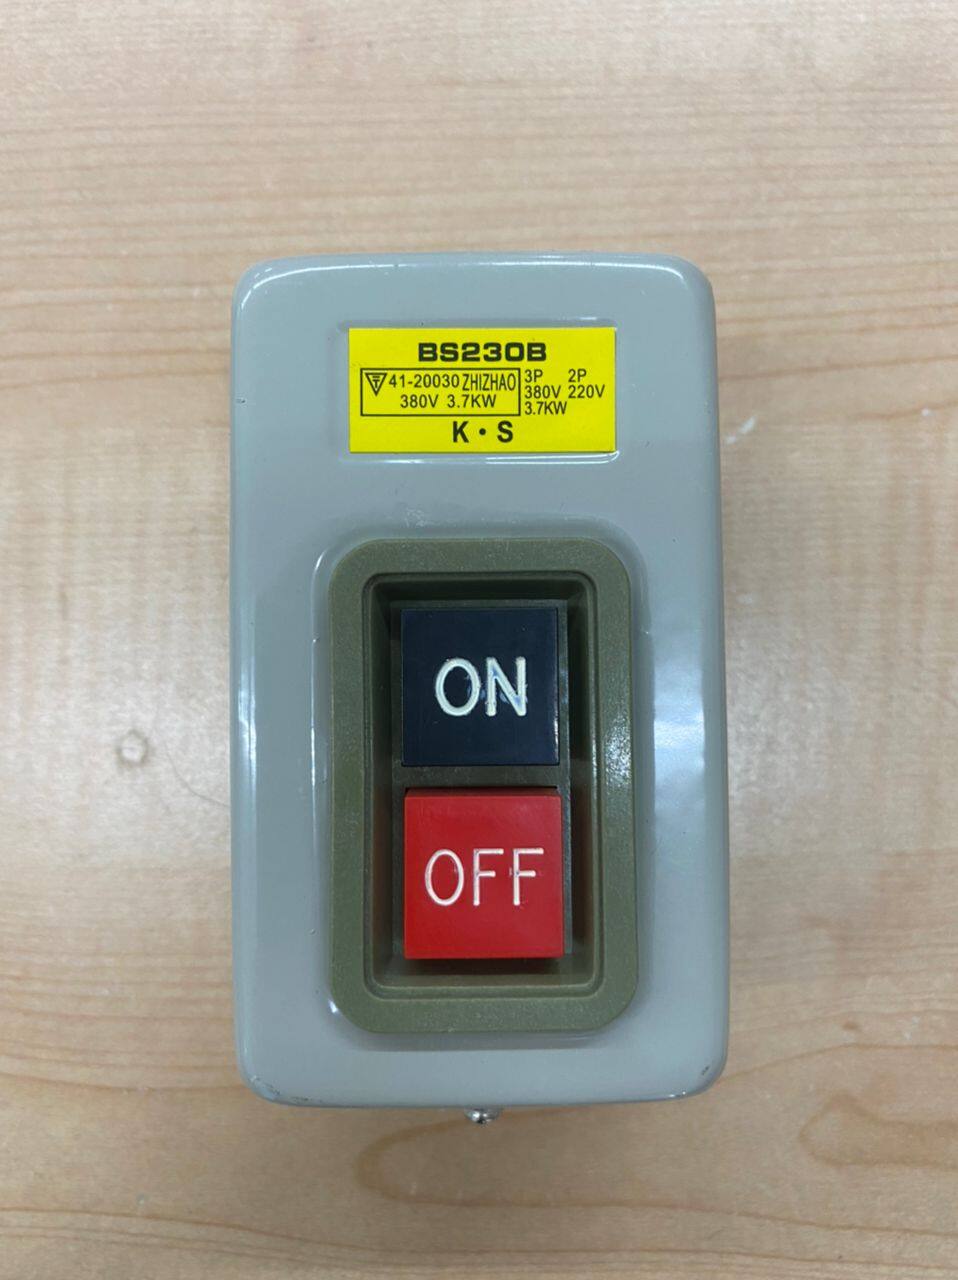 BS230B
41-20030 ZHIZHAO
380V 3.7KW
3P 2P
380V 220V
3.7KW
K・S
ON
OFF